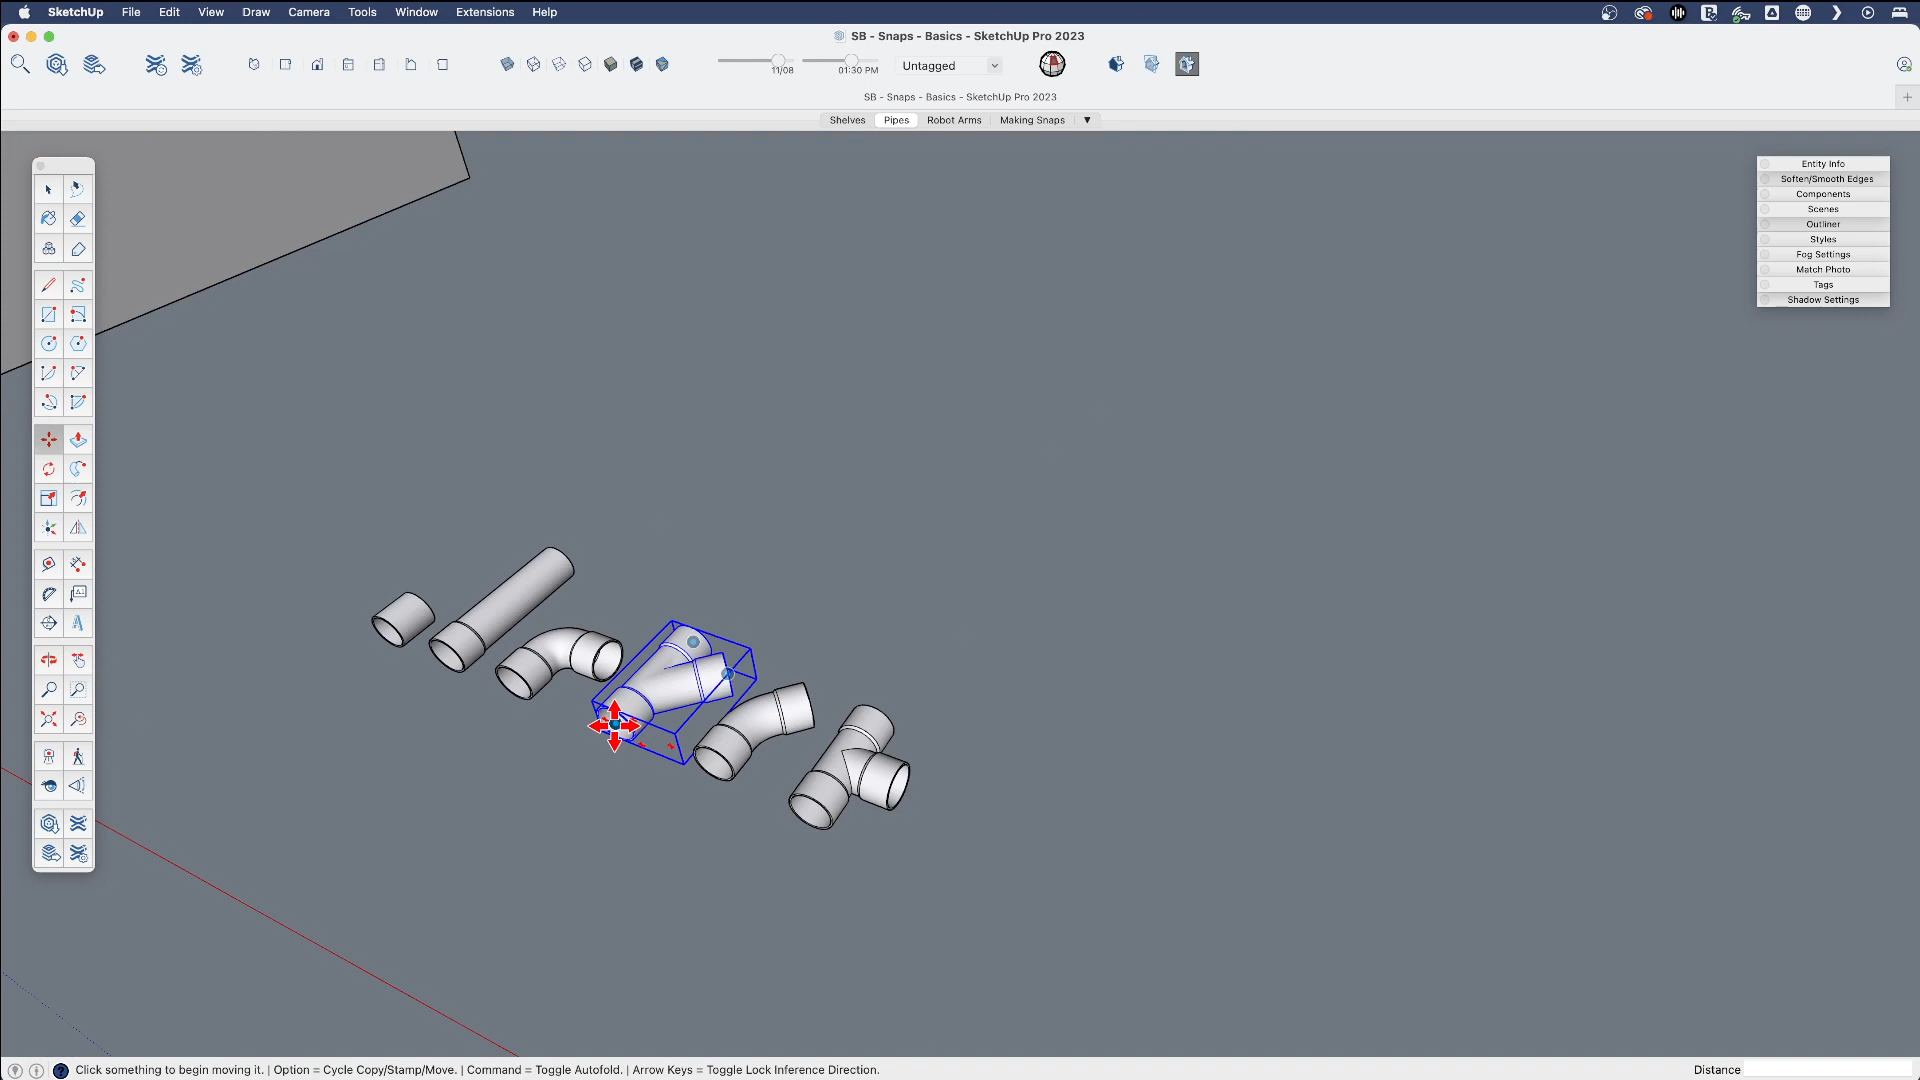 SketchUp File Edit View Draw Camera Tools Window Extensions Help
SB - Snaps - Basics - SketchUp Pro 2023
11/08 01:30 PM Untagged
SB - Snaps - Basics - SketchUp Pro 2023
Shelves Pipes Robot Arms Making Snaps
Entity Info
Soften/Smooth Edges
Components
Scenes
Outliner
Styles
Fog Settings
Match Photo
Tags
Shadow Settings
Click something to begin moving it. | Option = Cycle Copy/Stamp/Move. | Command = Toggle Autofold. | Arrow Keys = Toggle Lock Inference Direction.
Distance